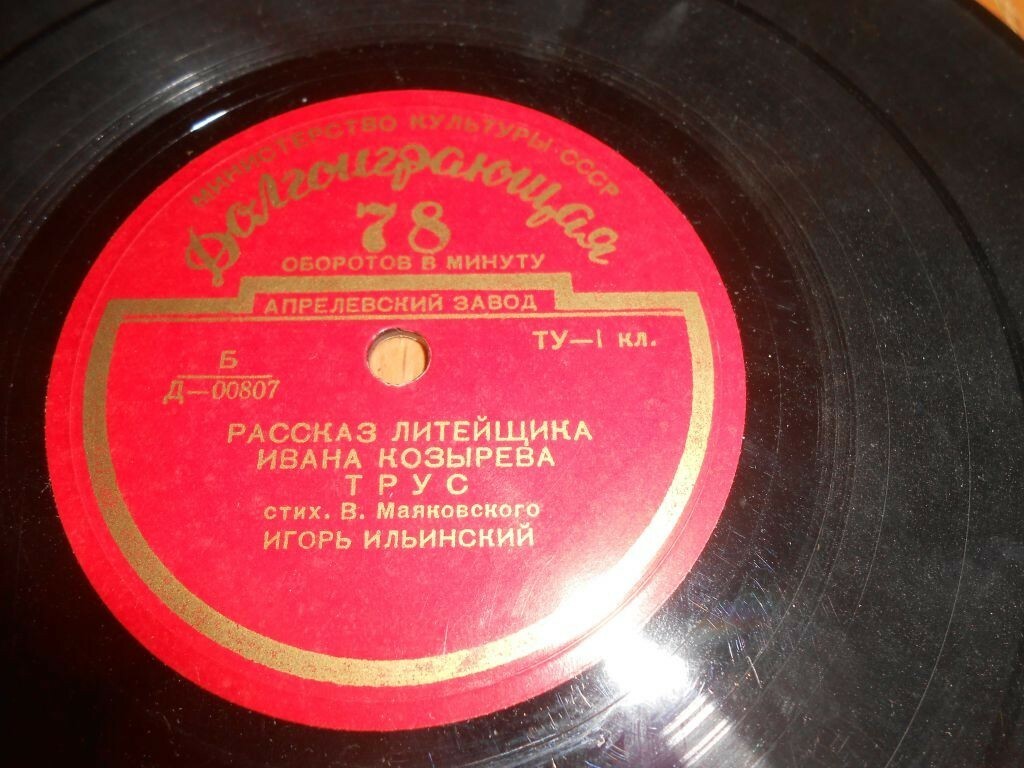 МИНИСТЕРСТВО КУЛЬТУРЫ СССР
Долгоиграющая
78
ОБОРОТОВ В МИНУТУ
АПРЕЛЕВСКИЙ ЗАВОД
ТУ—I кл.
Б
Д—00807
РАССКАЗ ЛИТЕЙЩИКА
ИВАНА КОЗЫРЕВА
ТРУС
стих. В. Маяковского
ИГОРЬ ИЛЬИНСКИЙ